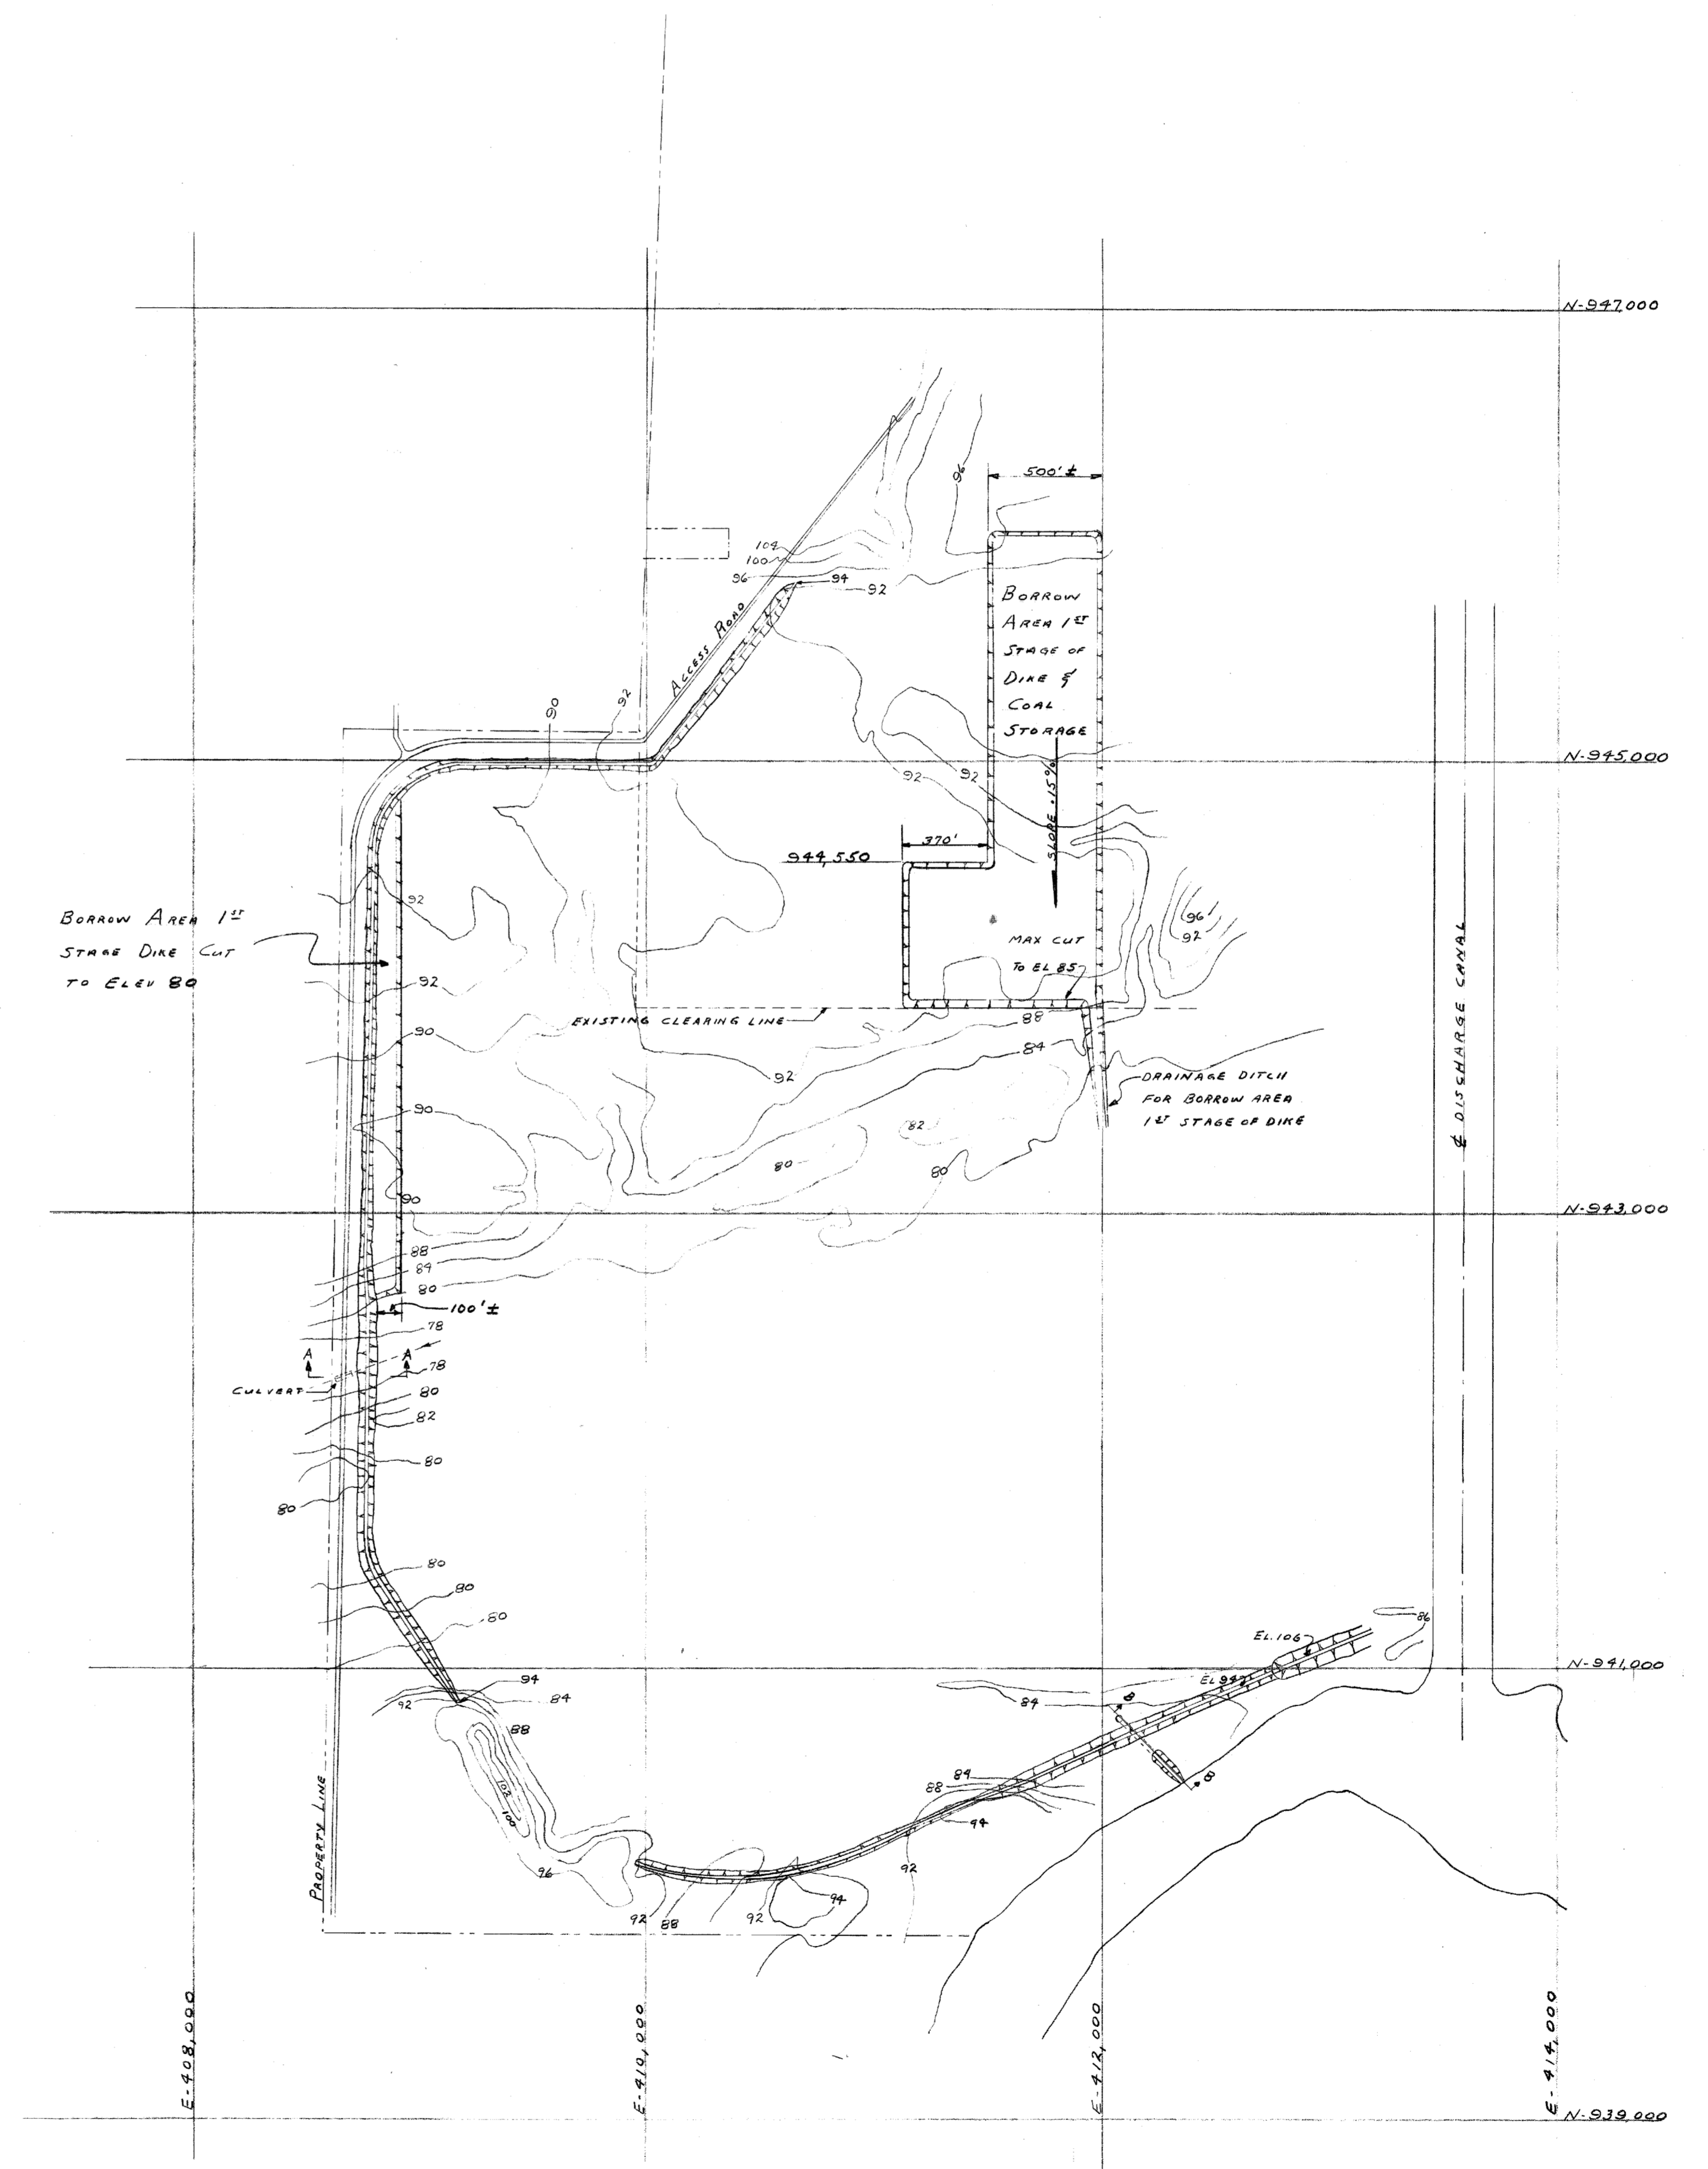 N-947,000
500' ±
96
104
100
96
94
92
BORROW
AREA 1ST
STAGE OF
DIKE &
COAL
STORAGE
ACCESS ROAD
90
92
N-945,000
92
92
SLOPE .15%
370'
944,550
BORROW AREA 1ST
STAGE DIKE CUT
TO ELEV 80
92
92
96
92
MAX CUT
TO EL 85
EXISTING CLEARING LINE
88
84
90
92
DRAINAGE DITCH
FOR BORROW AREA
1ST STAGE OF DIKE
₵ DISCHARGE CANAL
90
82
80
80
90
N-943,000
88
84
80
100' ±
78
A
A
78
CULVERT
80
82
80
80
80
80
80
86
EL.106
N-941,000
EL 94
94
92
84
84
B
B
88
102
100
84
88
94
PROPERTY LINE
96
92
94
92
88
92
E-408,000
E-410,000
E-412,000
E-414,000
N-939,000